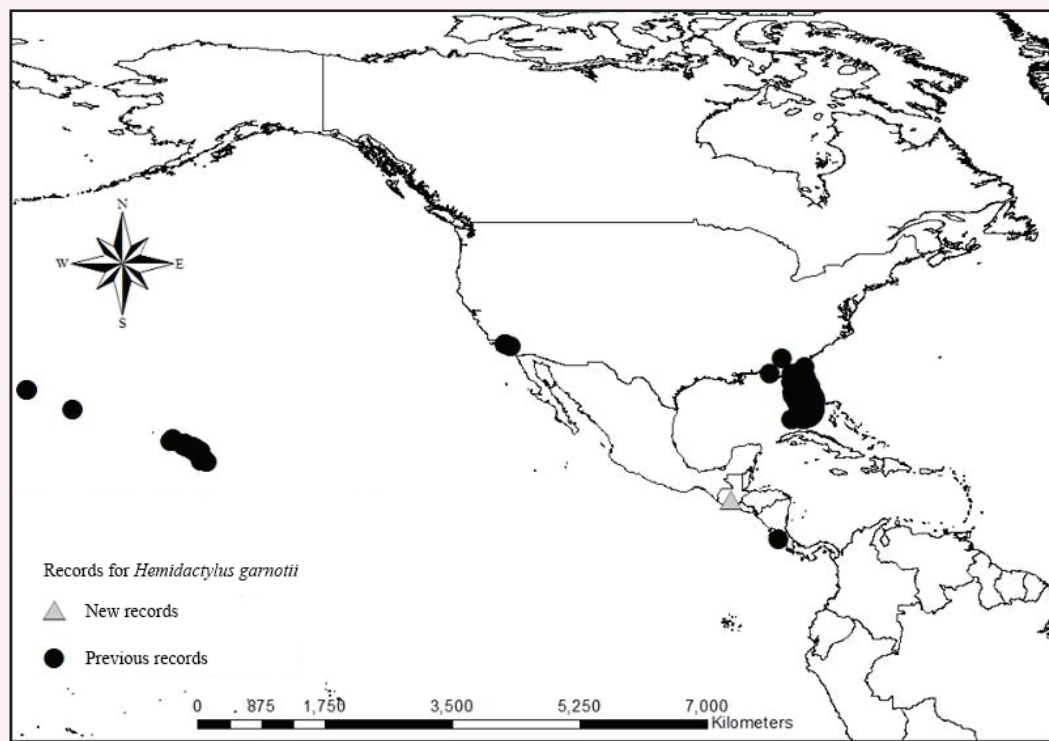 N
W E
S
Records for Hemidactylus garnotii
New records
Previous records
0 875 1,750 3,500 5,250 7,000
Kilometers